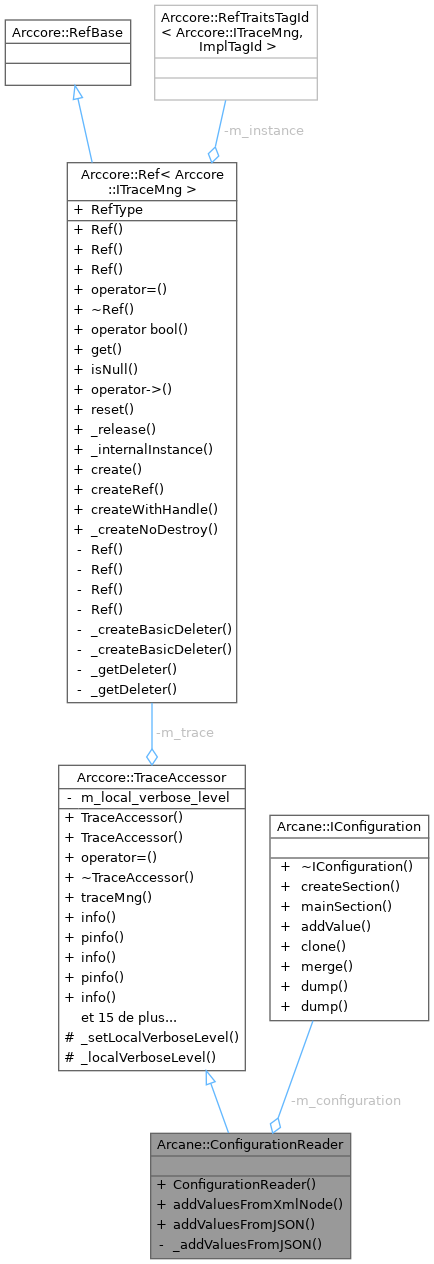 Arccore::RefBase
Arccore::RefTraitsTagId
< Arccore::ITraceMng,
ImplTagId >
-m_instance
Arccore::Ref< Arccore
::ITraceMng >
+ RefType
+ Ref()
+ Ref()
+ Ref()
+ operator=()
+ ~Ref()
+ operator bool()
+ get()
+ isNull()
+ operator->()
+ reset()
+ _release()
+ _internalInstance()
+ create()
+ createRef()
+ createWithHandle()
+ _createNoDestroy()
- Ref()
- Ref()
- Ref()
- Ref()
- _createBasicDeleter()
- _createBasicDeleter()
- _getDeleter()
- _getDeleter()
-m_trace
Arccore::TraceAccessor
- m_local_verbose_level
+ TraceAccessor()
+ TraceAccessor()
+ operator=()
+ ~TraceAccessor()
+ traceMng()
+ info()
+ pinfo()
+ info()
+ pinfo()
+ info()
et 15 de plus...
# _setLocalVerboseLevel()
# _localVerboseLevel()
Arcane::IConfiguration
+ ~IConfiguration()
+ createSection()
+ mainSection()
+ addValue()
+ clone()
+ merge()
+ dump()
+ dump()
-m_configuration
Arcane::ConfigurationReader
+ ConfigurationReader()
+ addValuesFromXmlNode()
+ addValuesFromJSON()
- _addValuesFromJSON()